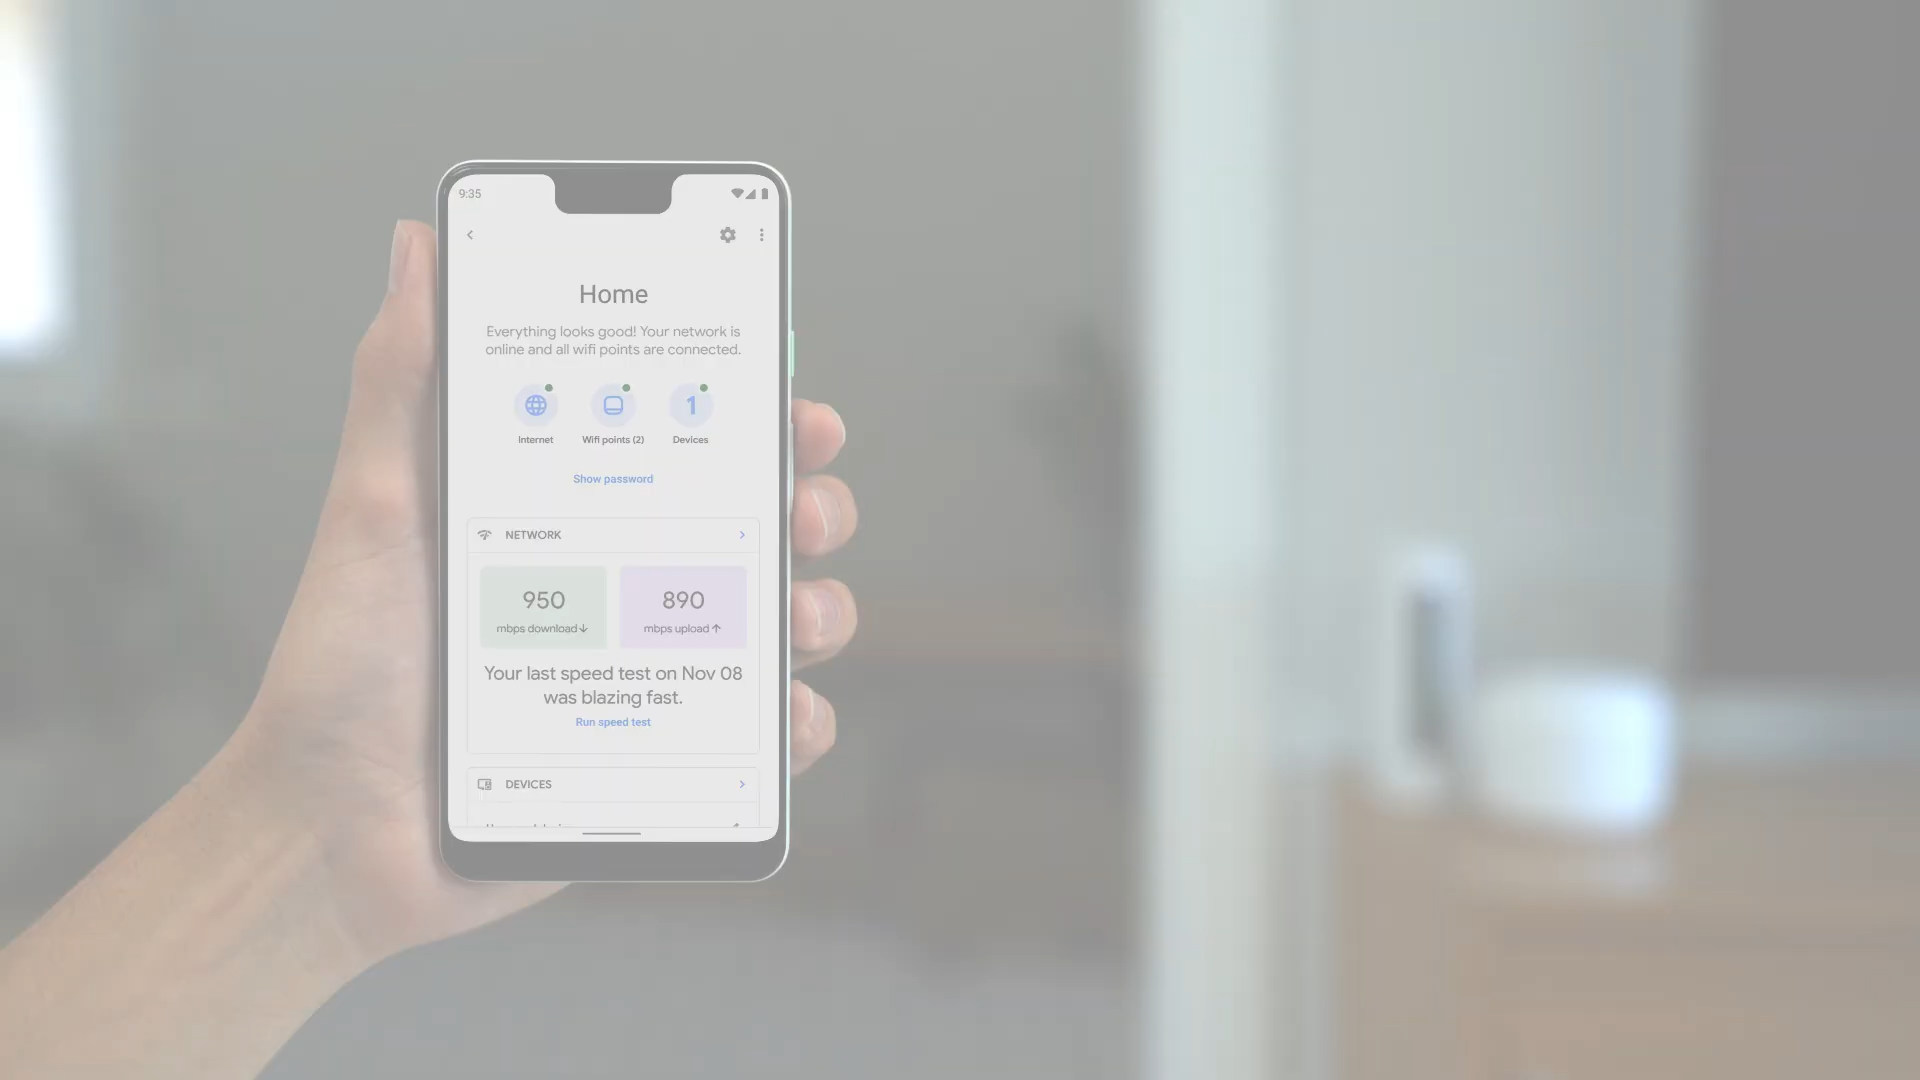 9:35
Home
Everything looks good! Your network is
online and all wifi points are connected.
1
Internet
Wifi points (2)
Devices
Show password
NETWORK
950
890
mbps download↓
mbps upload↑
Your last speed test on Nov 08
was blazing fast.
Run speed test
DEVICES